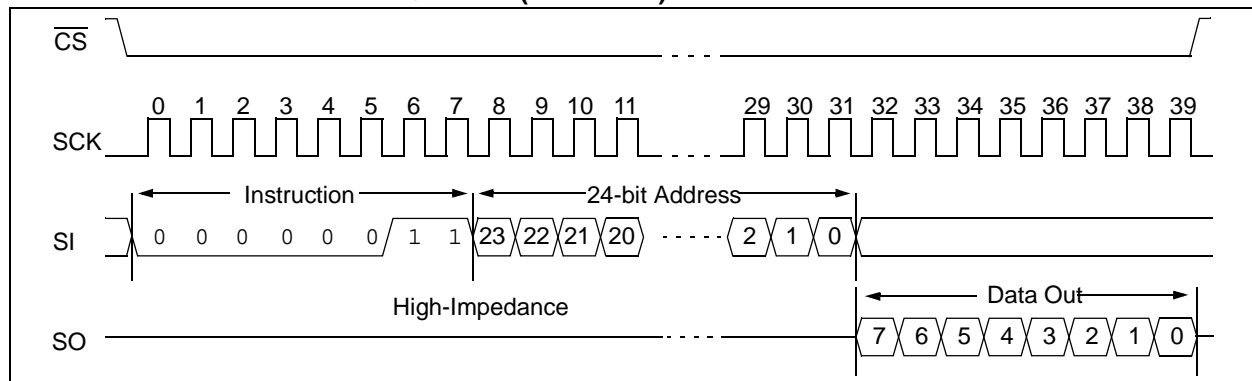 CS
0 1 2 3 4 5 6 7 8 9 10 11 29 30 31 32 33 34 35 36 37 38 39
SCK
Instruction 24-bit Address
SI 0 0 0 0 0 0 1 1 23 22 21 20 2 1 0
High-Impedance Data Out
SO 7 6 5 4 3 2 1 0